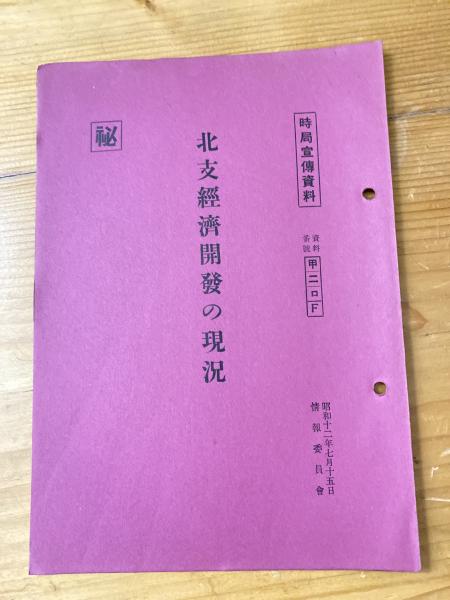 時局宣傳資料
資料
番號
甲二ロF
秘
北支經濟開發の現況
昭和十二年七月十五日
情報委員會